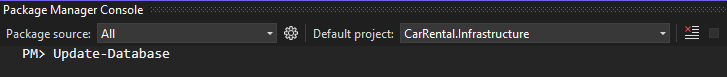 Package Manager Console
Package source: All Default project: CarRental.Infrastructure
PM> Update-Database